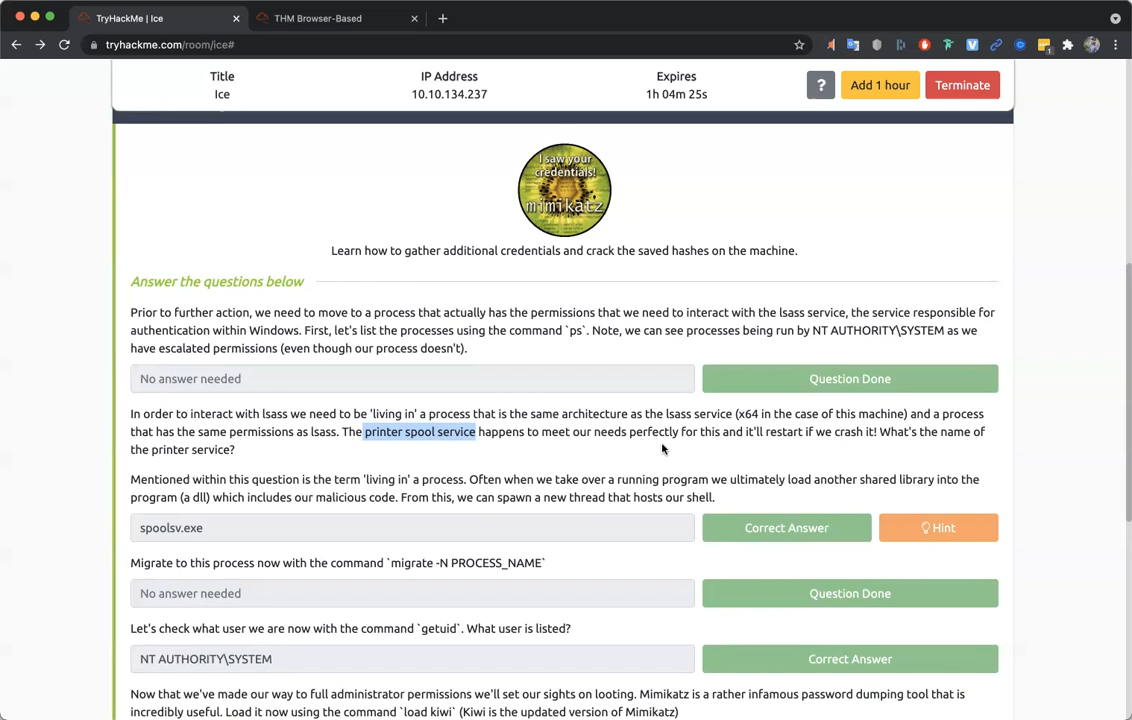 TryHackMe | Ice
THM Browser-Based
tryhackme.com/room/ice#
1
Title
IP Address
Expires
Ice
10.10.134.237
1h 04m 25s
?
Add 1 hour
Terminate
I saw your
credentials!
mimikatz
Learn how to gather additional credentials and crack the saved hashes on the machine.
Answer the questions below
Prior to further action, we need to move to a process that actually has the permissions that we need to interact with the lsass service, the service responsible for
authentication within Windows. First, let's list the processes using the command `ps`. Note, we can see processes being run by NT AUTHORITY\SYSTEM as we
have escalated permissions (even though our process doesn't).
No answer needed
Question Done
In order to interact with lsass we need to be 'living in' a process that is the same architecture as the lsass service (x64 in the case of this machine) and a process
that has the same permissions as lsass. The printer spool service happens to meet our needs perfectly for this and it'll restart if we crash it! What's the name of
the printer service?
Mentioned within this question is the term 'living in' a process. Often when we take over a running program we ultimately load another shared library into the
program (a dll) which includes our malicious code. From this, we can spawn a new thread that hosts our shell.
spoolsv.exe
Correct Answer
Hint
Migrate to this process now with the command `migrate -N PROCESS_NAME`
No answer needed
Question Done
Let's check what user we are now with the command `getuid`. What user is listed?
NT AUTHORITY\SYSTEM
Correct Answer
Now that we've made our way to full administrator permissions we'll set our sights on looting. Mimikatz is a rather infamous password dumping tool that is
incredibly useful. Load it now using the command `load kiwi` (Kiwi is the updated version of Mimikatz)